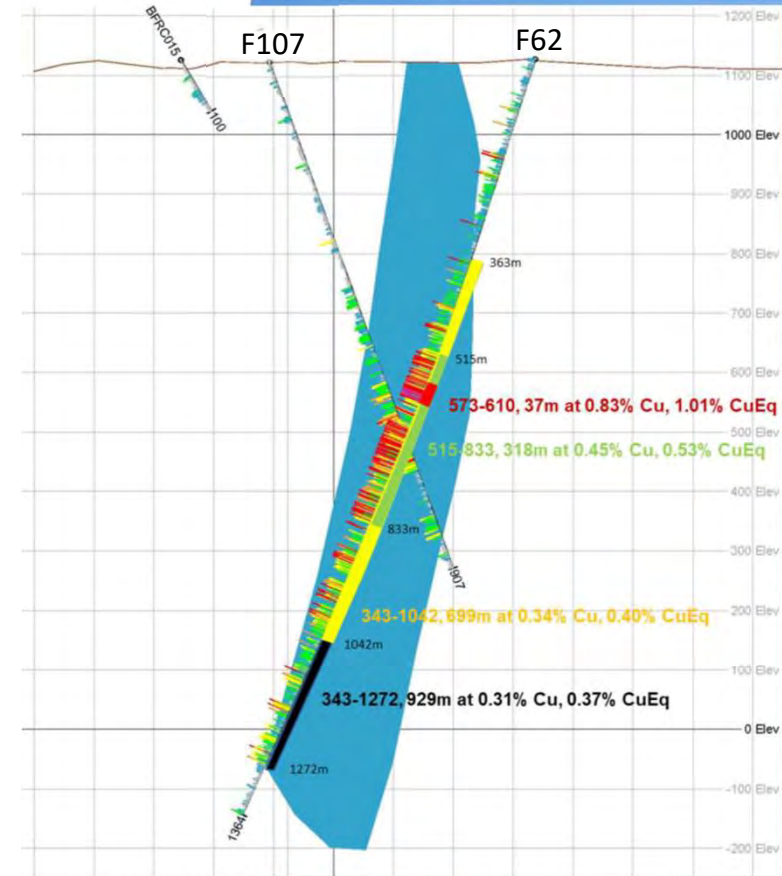 1200 Elev
BFRC015
F107
F62
1100 Elev
I100
1000 Elev
900 Elev
800 Elev
363m
700 Elev
515m
600 Elev
573-610, 37m at 0.83% Cu, 1.01% CuEq
500 Elev
515-833, 318m at 0.45% Cu, 0.53% CuEq
400 Elev
833m
300 Elev
I907
200 Elev
343-1042, 699m at 0.34% Cu, 0.40% CuEq
1042m
100 Elev
343-1272, 929m at 0.31% Cu, 0.37% CuEq
0 Elev
1272m
-100 Elev
1364
-200 Elev